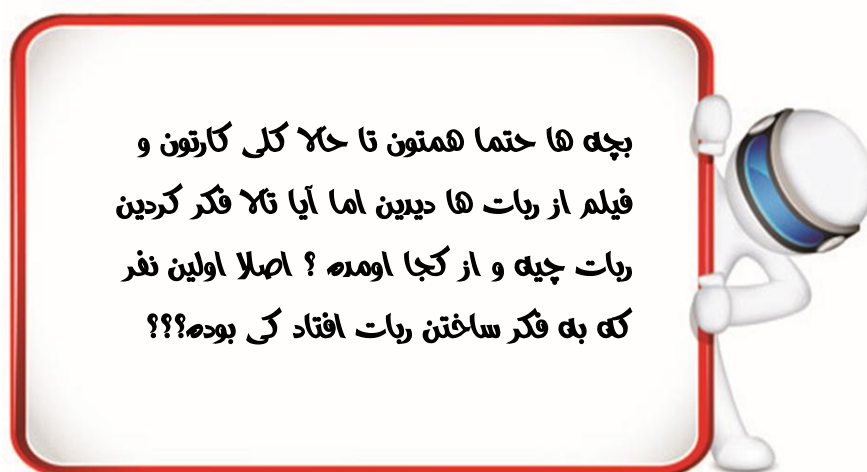 بچه ها حتما همتون تا حالا کلی کارتون و
فیلم از ربات ها دیدین اما آیا تالا فکر کردین
ربات چیه و از کجا اومده ؟ اصلا اولین نفر
که به فکر ساختن ربات افتاد کی بوده؟؟؟